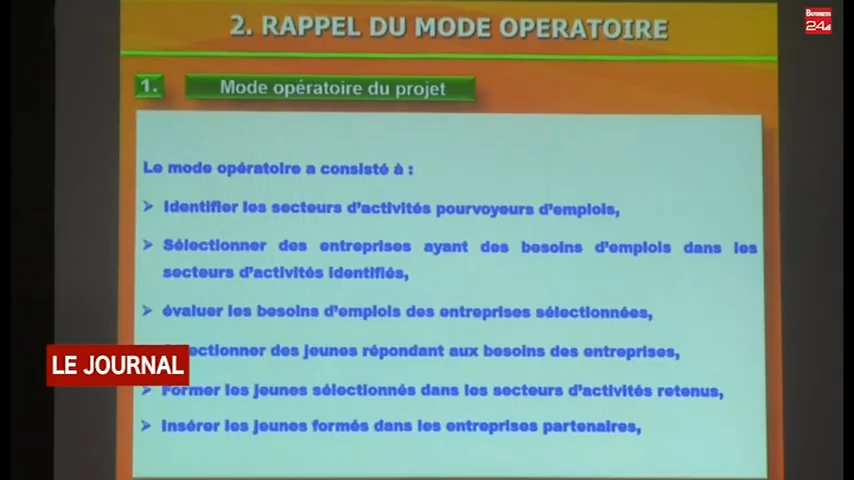 2. RAPPEL DU MODE OPERATOIRE
BUSINESS
24
1.
Mode opératoire du projet
Le mode opératoire a consisté à :
➢ Identifier les secteurs d'activités pourvoyeurs d'emplois,
➢ Sélectionner des entreprises ayant des besoins d'emplois dans les
secteurs d'activités identifiés,
➢ évaluer les besoins d'emplois des entreprises sélectionnées,
des jeunes répondant aux besoins des entreprises,
LE JOURNAL
➢ Former les jeunes sélectionnés dans les secteurs d'activités retenus,
➢ Insérer les jeunes formés dans les entreprises partenaires,